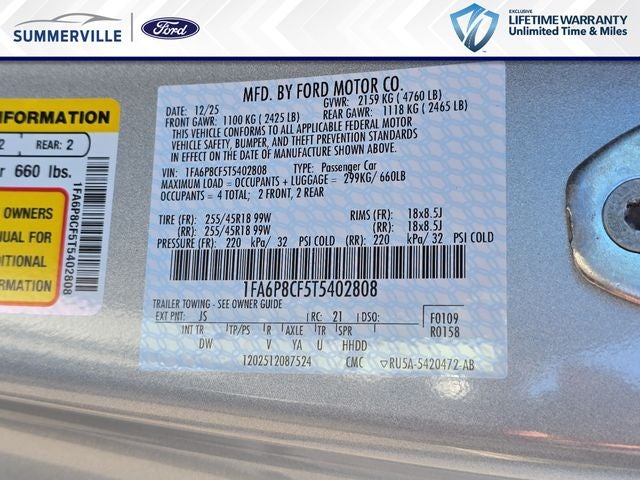 SUMMERVILLE
Ford
EXCLUSIVE
LIFETIME WARRANTY
Unlimited Time & Miles
INFORMATION
2 REAR: 2
r 660 lbs.
OWNERS
NUAL FOR
DITIONAL
ORMATION
1FA6P8CF5T5402808
MFD. BY FORD MOTOR CO.
DATE: 12/25 GVWR: 2159 KG ( 4760 LB)
FRONT GAWR: 1100 KG ( 2425 LB) REAR GAWR: 1118 KG ( 2465 LB)
THIS VEHICLE CONFORMS TO ALL APPLICABLE FEDERAL MOTOR
VEHICLE SAFETY, BUMPER, AND THEFT PREVENTION STANDARDS
IN EFFECT ON THE DATE OF MANUFACTURE SHOWN ABOVE.
VIN: 1FA6P8CF5T5402808 TYPE: Passenger Car
MAXIMUM LOAD = OCCUPANTS + LUGGAGE = 299KG/ 660LB
OCCUPANTS = 4 TOTAL; 2 FRONT, 2 REAR
TIRE (FR): 255/45R18 99W RIMS (FR): 18x8.5J
(RR): 255/45R18 99W (RR): 18x8.5J
PRESSURE (FR): 220 kPa/ 32 PSI COLD (RR): 220 kPa/ 32 PSI COLD
1FA6P8CF5T5402808
TRAILER TOWING - SEE OWNER GUIDE
EXT PNT: JS RC: 21 DSO: F0109
INT TR TP/PS R AXLE TR SPR R0158
DW V YA U HHDD
1202512087524 CMC ▽RU5A-5420472-AB